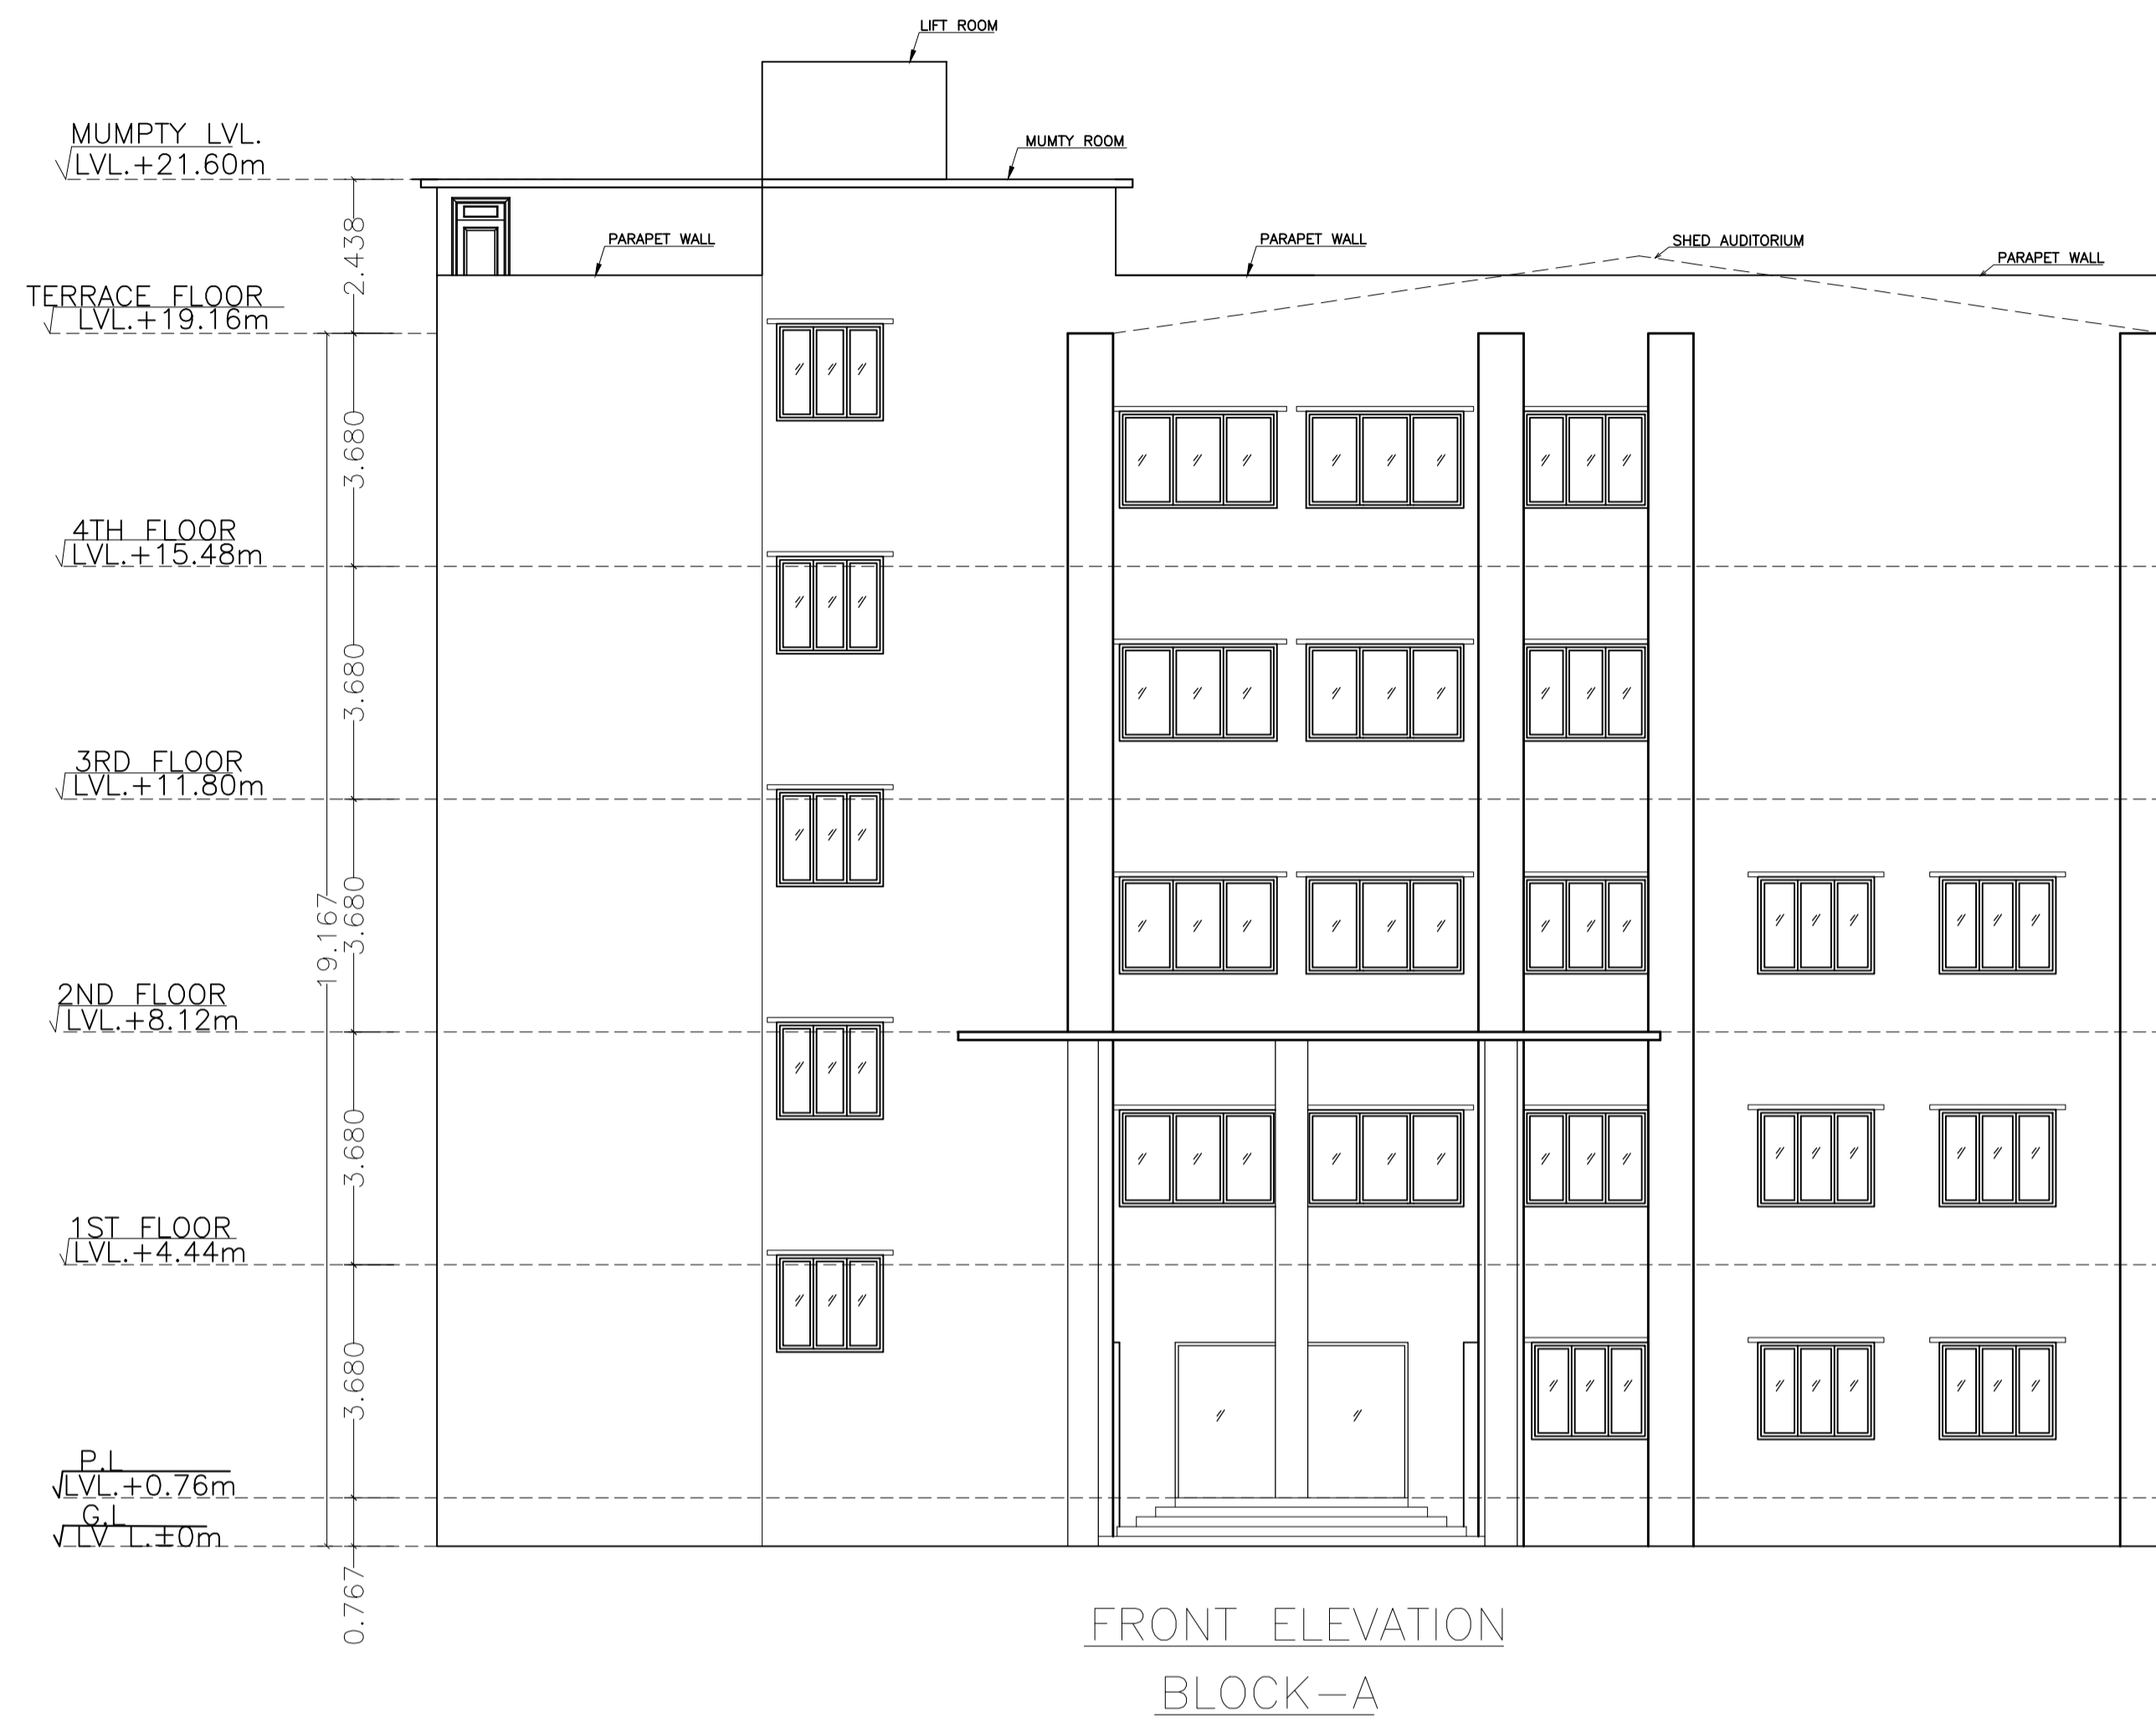 LIFT ROOM
MUMPTY LVL.
LVL.+21.60m
MUMTY ROOM
PARAPET WALL
PARAPET WALL
SHED AUDITORIUM
PARAPET WALL
2.438
TERRACE FLOOR
LVL.+19.16m
3.680
4TH FLOOR
LVL.+15.48m
3.680
3RD FLOOR
LVL.+11.80m
3.680
19.167
2ND FLOOR
LVL.+8.12m
3.680
1ST FLOOR
LVL.+4.44m
3.680
P.L
LVL.+0.76m
G.L
LV L.±0m
0.767
FRONT ELEVATION
BLOCK-A